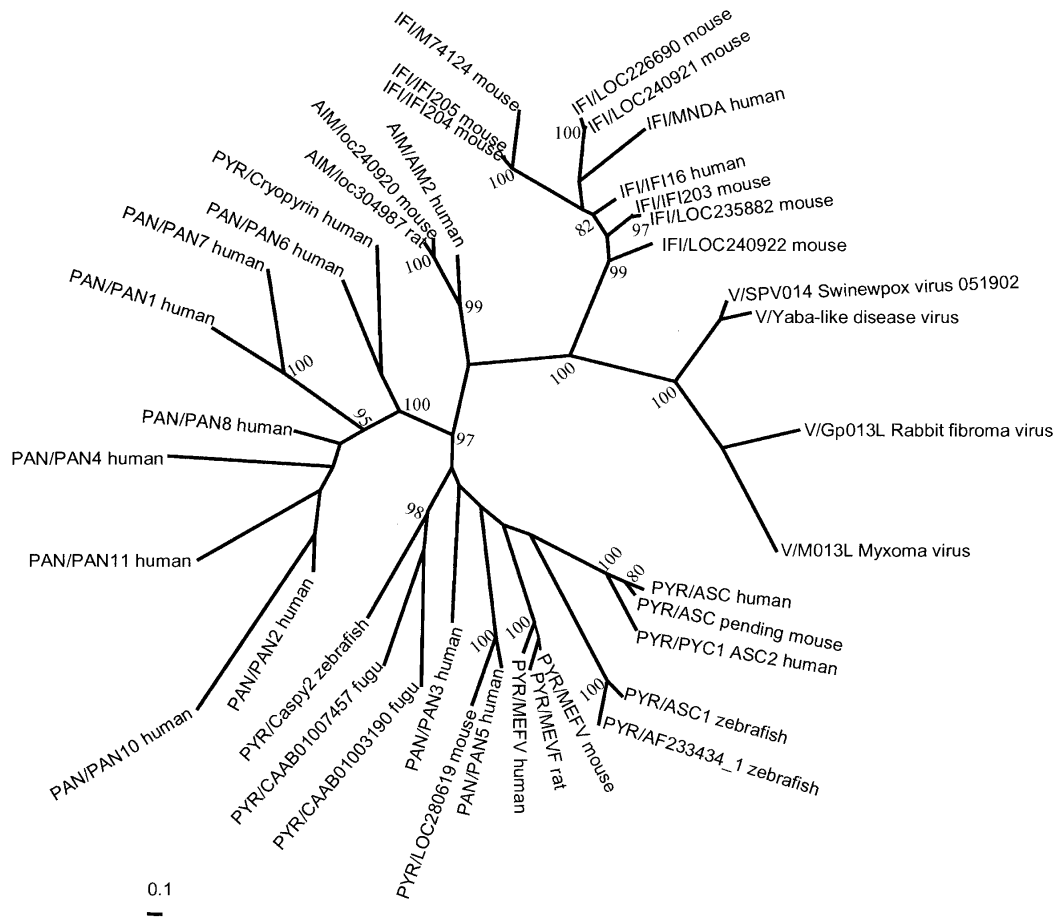 IFI/M74124 mouse
IFI/IFI205 mouse
IFI/IFI204 mouse
100
IFI/LOC226690 mouse
IFI/LOC240921 mouse
100
IFI/MNDA human
IFI/IFI16 human
82
IFI/IFI203 mouse
97
IFI/LOC235882 mouse
IFI/LOC240922 mouse
99
AIM/loc240920 mouse
AIM/loc304987 rat
100
AIM/AIM2 human
99
PYR/Cryopyrin human
PAN/PAN6 human
PAN/PAN7 human
PAN/PAN1 human
100
95
100
97
100
V/SPV014 Swinewpox virus 051902
V/Yaba-like disease virus
100
V/Gp013L Rabbit fibroma virus
V/M013L Myxoma virus
PAN/PAN8 human
PAN/PAN4 human
PAN/PAN11 human
PAN/PAN2 human
PAN/PAN10 human
98
PYR/Caspy2 zebrafish
PYR/CAAB01007457 fugu
PYR/CAAB01003190 fugu
PAN/PAN3 human
100
PYR/LOC280619 mouse
PAN/PAN5 human
100
PYR/MEFV human
PYR/MEVF rat
PYR/MEFV mouse
100
80
PYR/ASC human
PYR/ASC pending mouse
PYR/PYC1 ASC2 human
100
PYR/ASC1 zebrafish
PYR/AF233434_1 zebrafish
0.1